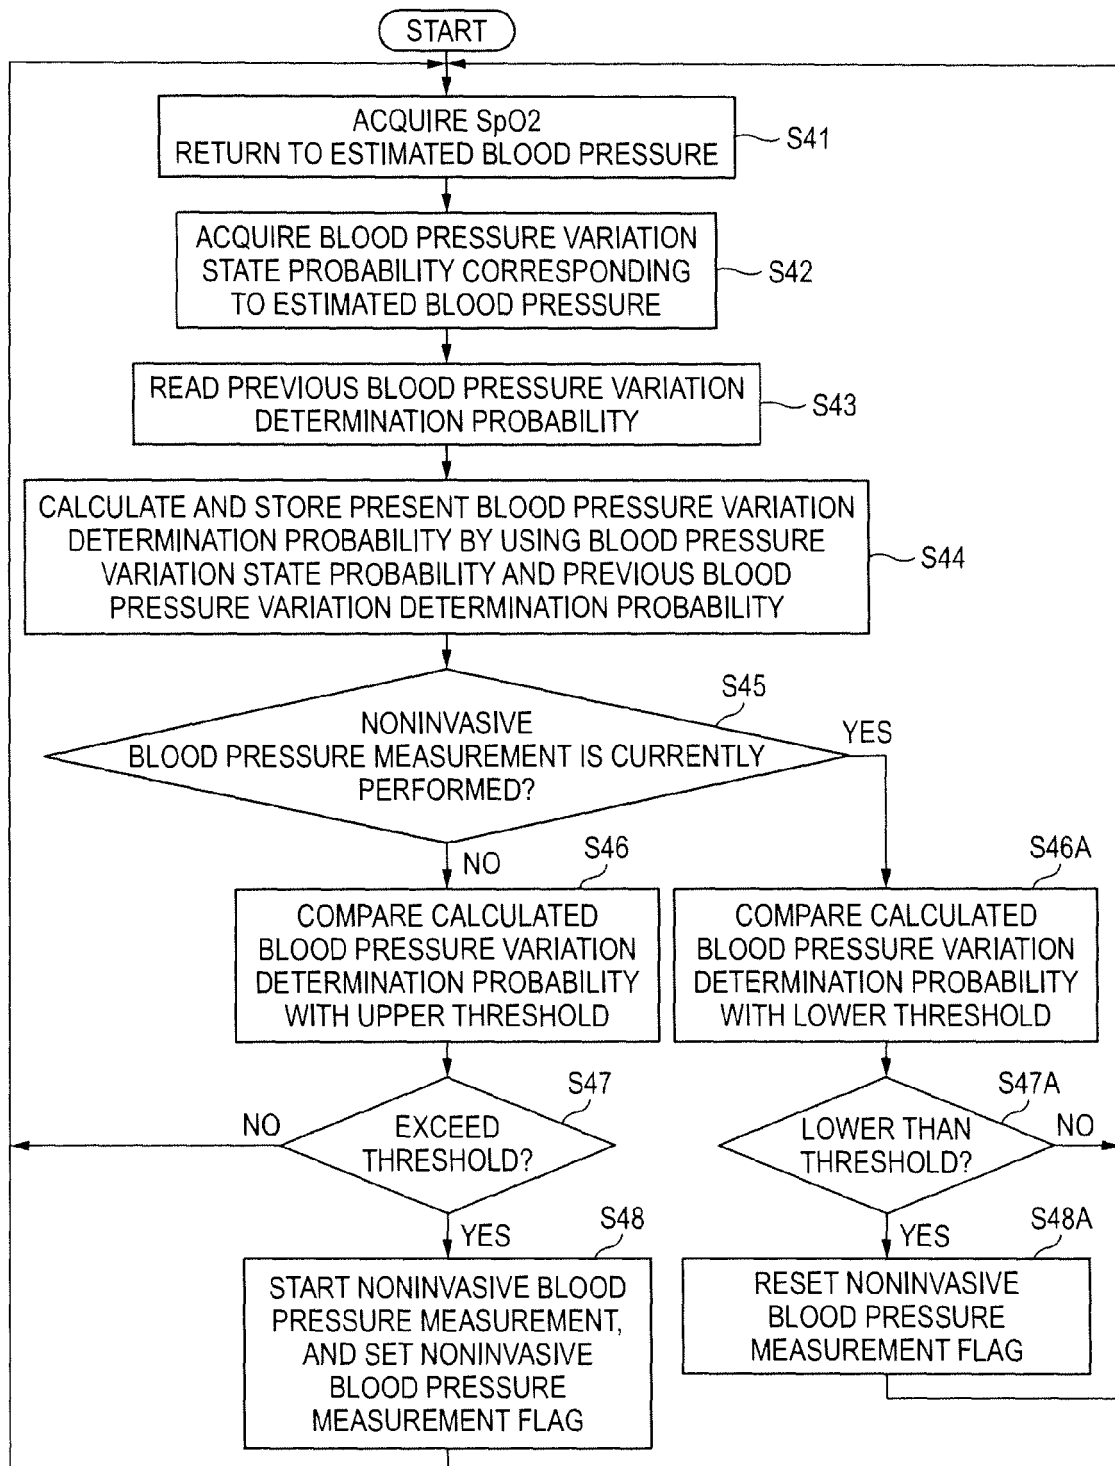 START
ACQUIRE SpO2
RETURN TO ESTIMATED BLOOD PRESSURE
S41
ACQUIRE BLOOD PRESSURE VARIATION
STATE PROBABILITY CORRESPONDING
TO ESTIMATED BLOOD PRESSURE
S42
READ PREVIOUS BLOOD PRESSURE VARIATION
DETERMINATION PROBABILITY
S43
CALCULATE AND STORE PRESENT BLOOD PRESSURE VARIATION
DETERMINATION PROBABILITY BY USING BLOOD PRESSURE
VARIATION STATE PROBABILITY AND PREVIOUS BLOOD
PRESSURE VARIATION DETERMINATION PROBABILITY
S44
S45
NONINVASIVE
BLOOD PRESSURE MEASUREMENT IS CURRENTLY
PERFORMED?
YES
NO
S46
COMPARE CALCULATED
BLOOD PRESSURE VARIATION
DETERMINATION PROBABILITY
WITH UPPER THRESHOLD
S46A
COMPARE CALCULATED
BLOOD PRESSURE VARIATION
DETERMINATION PROBABILITY
WITH LOWER THRESHOLD
S47
EXCEED
THRESHOLD?
NO
YES
S47A
LOWER THAN
THRESHOLD?
NO
YES
S48
START NONINVASIVE BLOOD
PRESSURE MEASUREMENT,
AND SET NONINVASIVE
BLOOD PRESSURE
MEASUREMENT FLAG
S48A
RESET NONINVASIVE
BLOOD PRESSURE
MEASUREMENT FLAG